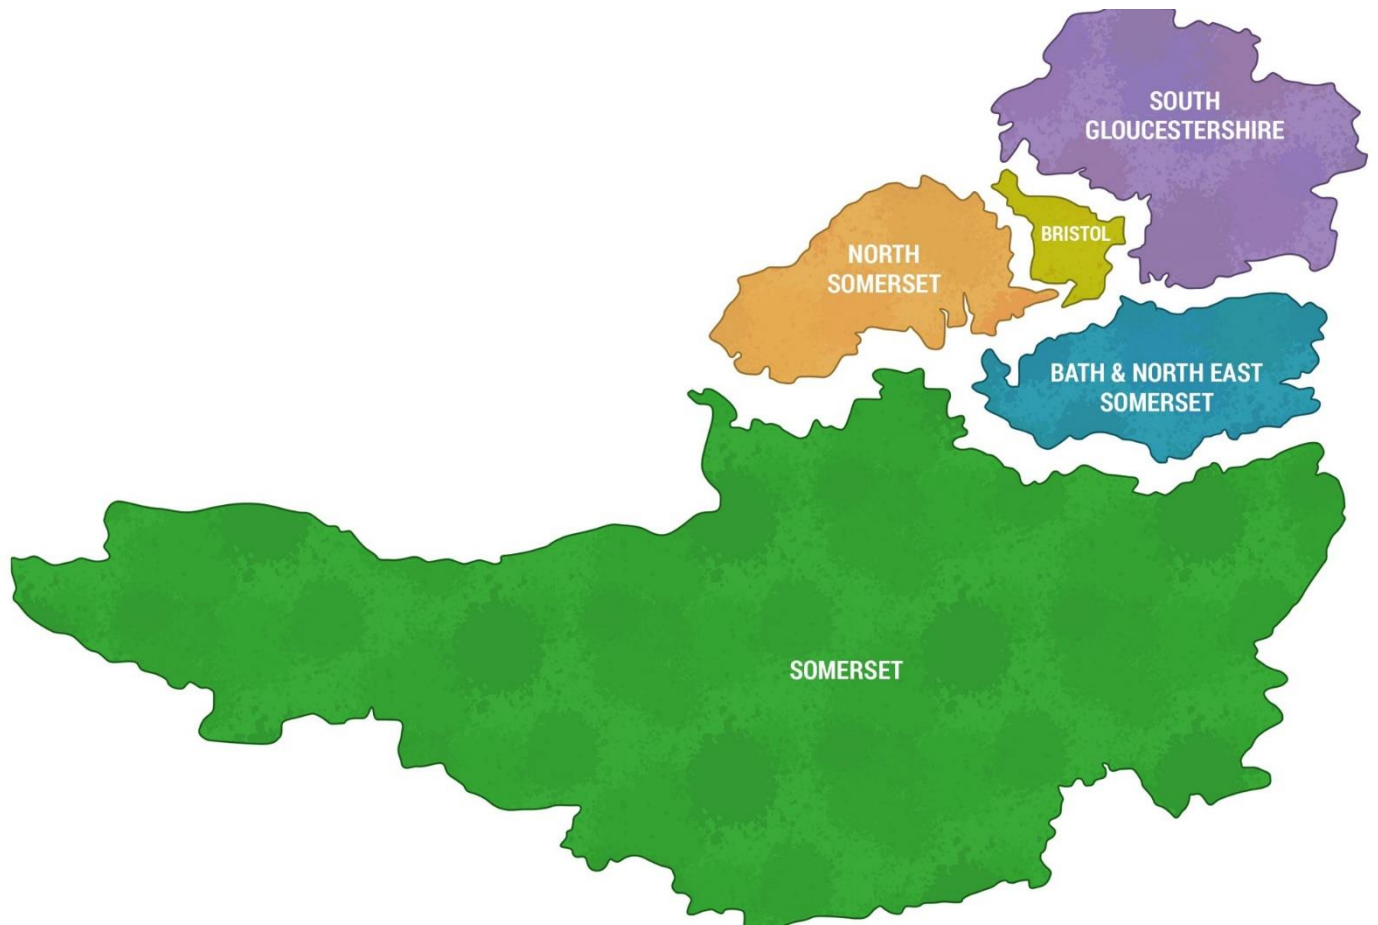 SOUTH
GLOUCESTERSHIRE
BRISTOL
NORTH
SOMERSET
BATH & NORTH EAST
SOMERSET
SOMERSET